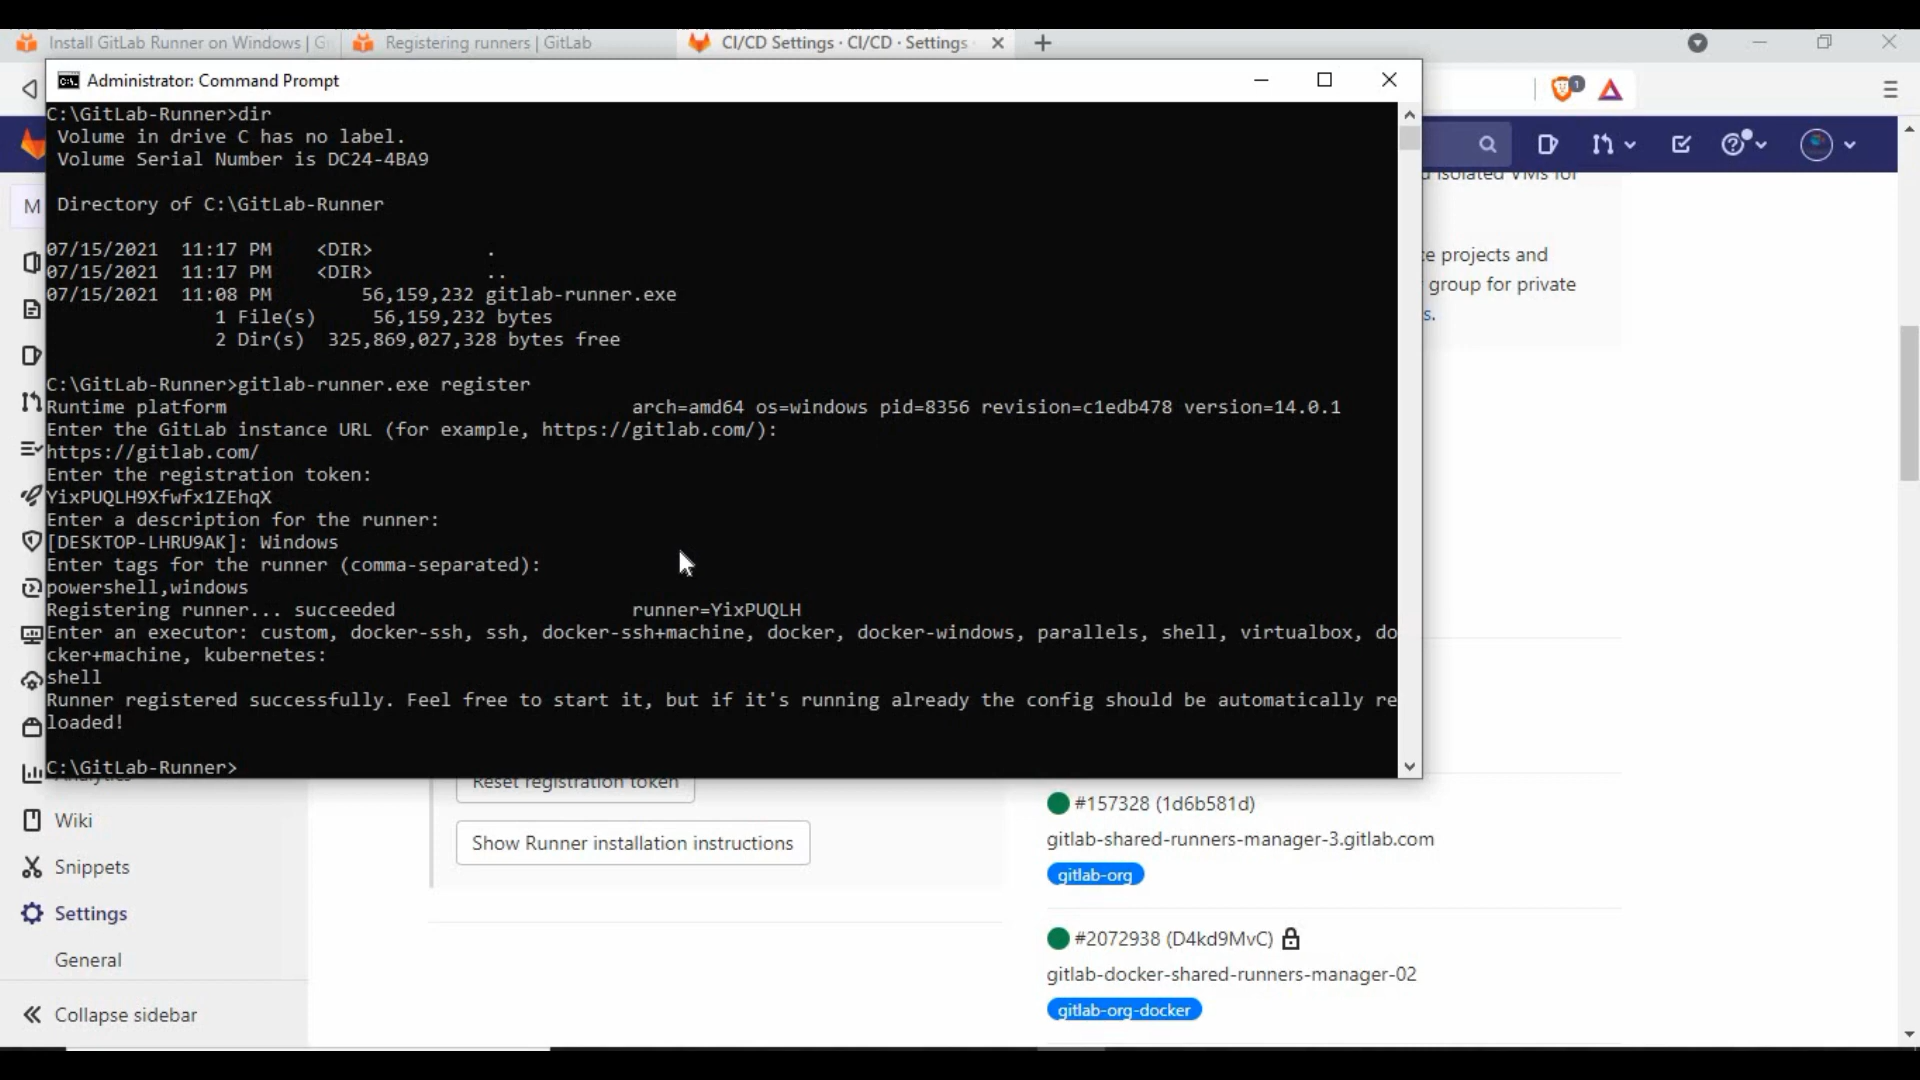 Install GitLab Runner on Windows | G
Registering runners | GitLab
CI/CD Settings · CI/CD · Settings
Administrator: Command Prompt
1
M
C:\GitLab-Runner>dir
Volume in drive C has no label.
Volume Serial Number is DC24-4BA9
Directory of C:\GitLab-Runner
07/15/2021  11:17 PM    <DIR>          .
07/15/2021  11:17 PM    <DIR>          ..
07/15/2021  11:08 PM        56,159,232 gitlab-runner.exe
1 File(s)     56,159,232 bytes
2 Dir(s)  325,869,027,328 bytes free
C:\GitLab-Runner>gitlab-runner.exe register
Runtime platform                                    arch=amd64 os=windows pid=8356 revision=c1edb478 version=14.0.1
Enter the GitLab instance URL (for example, https://gitlab.com/):
https://gitlab.com/
Enter the registration token:
YixPUQLH9Xfwfx1ZEhqX
Enter a description for the runner:
[DESKTOP-LHRU9AK]: Windows
Enter tags for the runner (comma-separated):
powershell,windows
Registering runner... succeeded                     runner=YixPUQLH
Enter an executor: custom, docker-ssh, ssh, docker-ssh+machine, docker, docker-windows, parallels, shell, virtualbox, do
cker+machine, kubernetes:
shell
Runner registered successfully. Feel free to start it, but if it's running already the config should be automatically re
loaded!
C:\GitLab-Runner>
isolated VMs for
projects and
group for private
s.
Analytics
Wiki
Snippets
Settings
General
Collapse sidebar
Reset registration token
Show Runner installation instructions
#157328 (1d6b581d)
gitlab-shared-runners-manager-3.gitlab.com
gitlab-org
#2072938 (D4kd9MvC)
gitlab-docker-shared-runners-manager-02
gitlab-org-docker